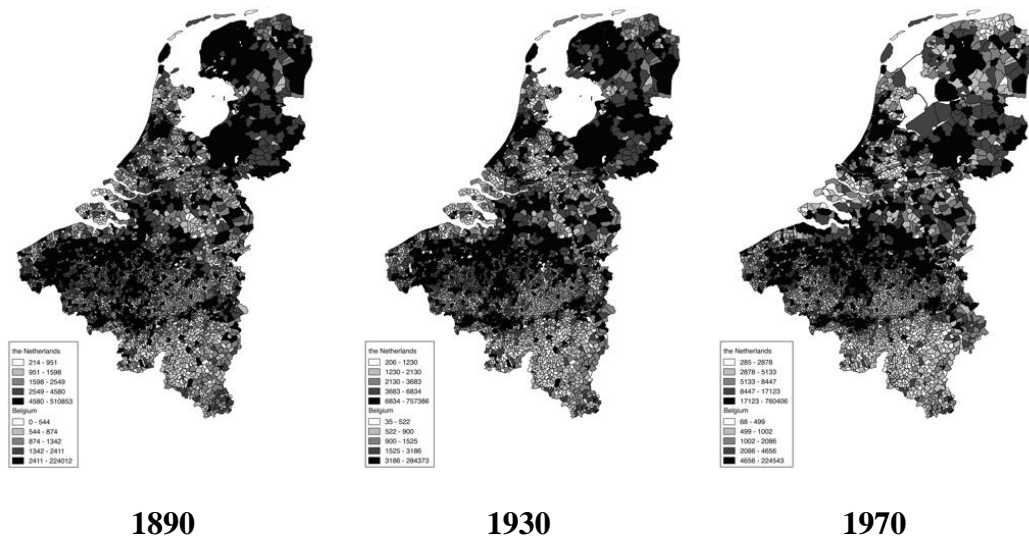 the Netherlands
214 - 951
951 - 1598
1598 - 2549
2549 - 4580
4580 - 510853
Belgium
0 - 544
544 - 874
874 - 1342
1342 - 2411
2411 - 224012
the Netherlands
206 - 1230
1230 - 2130
2130 - 3683
3683 - 6834
6834 - 757386
Belgium
35 - 522
522 - 900
900 - 1525
1525 - 3186
3186 - 284373
the Netherlands
285 - 2878
2878 - 5133
5133 - 8447
8447 - 17123
17123 - 760406
Belgium
68 - 499
499 - 1002
1002 - 2086
2086 - 4656
4656 - 224543
1890
1930
1970